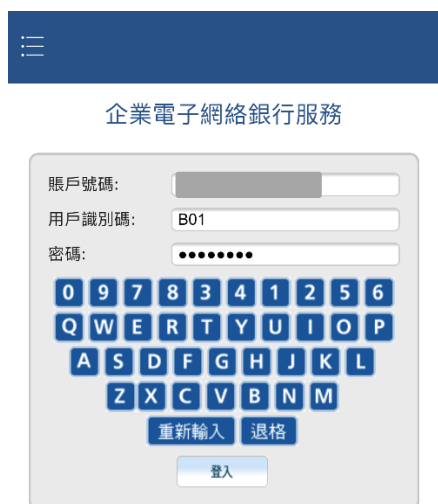 企業電子網絡銀行服務
賬戶號碼:
用戶識別碼: B01
密碼: ●●●●●●●●
0 9 7 8 3 4 1 2 5 6
Q W E R T Y U I O P
A S D F G H J K L
Z X C V B N M
重新輸入 退格
登入